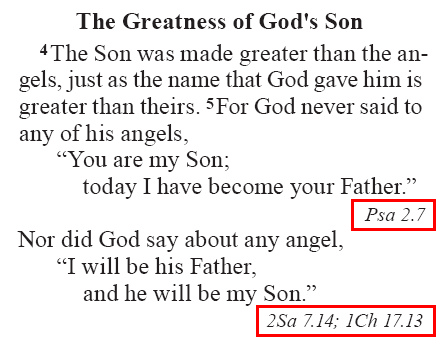 The Greatness of God's Son
4 The Son was made greater than the an-
gels, just as the name that God gave him is
greater than theirs. 5 For God never said to
any of his angels,
“You are my Son;
today I have become your Father.”
Psa 2.7
Nor did God say about any angel,
“I will be his Father,
and he will be my Son.”
2Sa 7.14; 1Ch 17.13